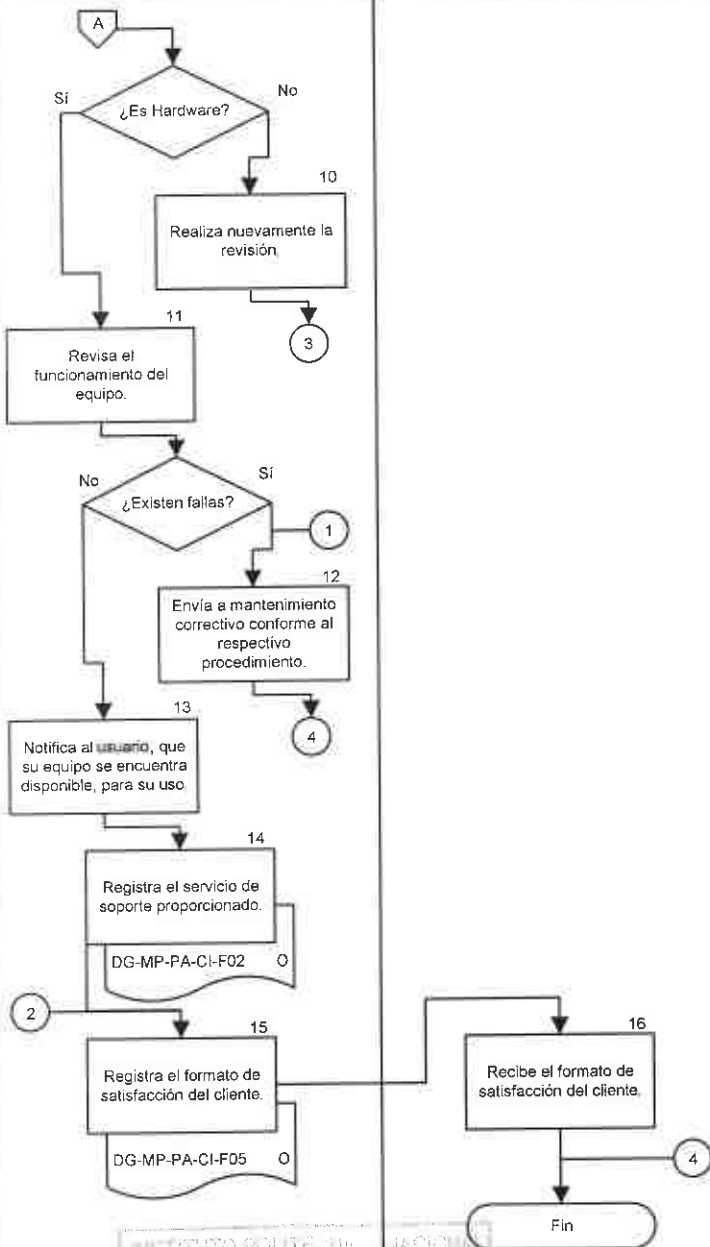 A
¿Es Hardware?
Sí
No
10
Realiza nuevamente la
revisión.
3
11
Revisa el
funcionamiento del
equipo.
¿Existen fallas?
No
Sí
1
12
Envía a mantenimiento
correctivo conforme al
respectivo
procedimiento.
4
13
Notifica al usuario, que
su equipo se encuentra
disponible, para su uso
14
Registra el servicio de
soporte proporcionado.
DG-MP-PA-CI-F02 O
2
15
Registra el formato de
satisfacción del cliente.
DG-MP-PA-CI-F05 O
16
Recibe el formato de
satisfacción del cliente.
4
Fin
INSTITUTO